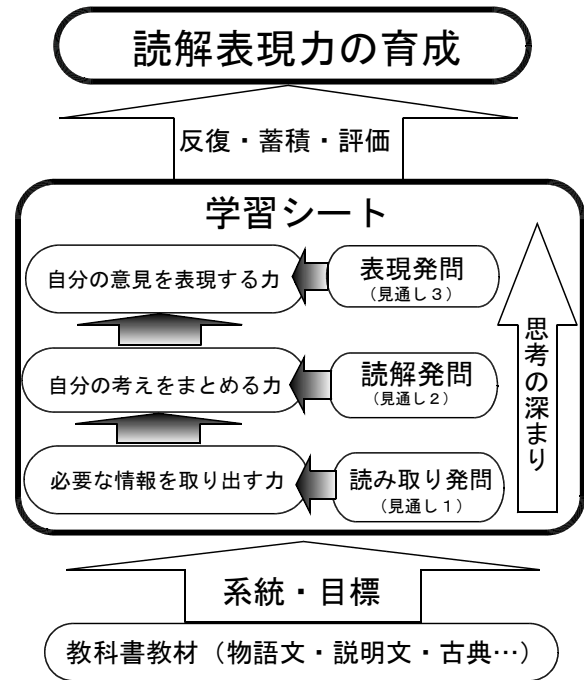 読解表現力の育成
反復・蓄積・評価
学習シート
自分の意見を表現する力
表現発問
(見通し3)
自分の考えをまとめる力
読解発問
(見通し2)
必要な情報を取り出す力
読み取り発問
(見通し1)
思考の深まり
系統・目標
教科書教材(物語文・説明文・古典…)